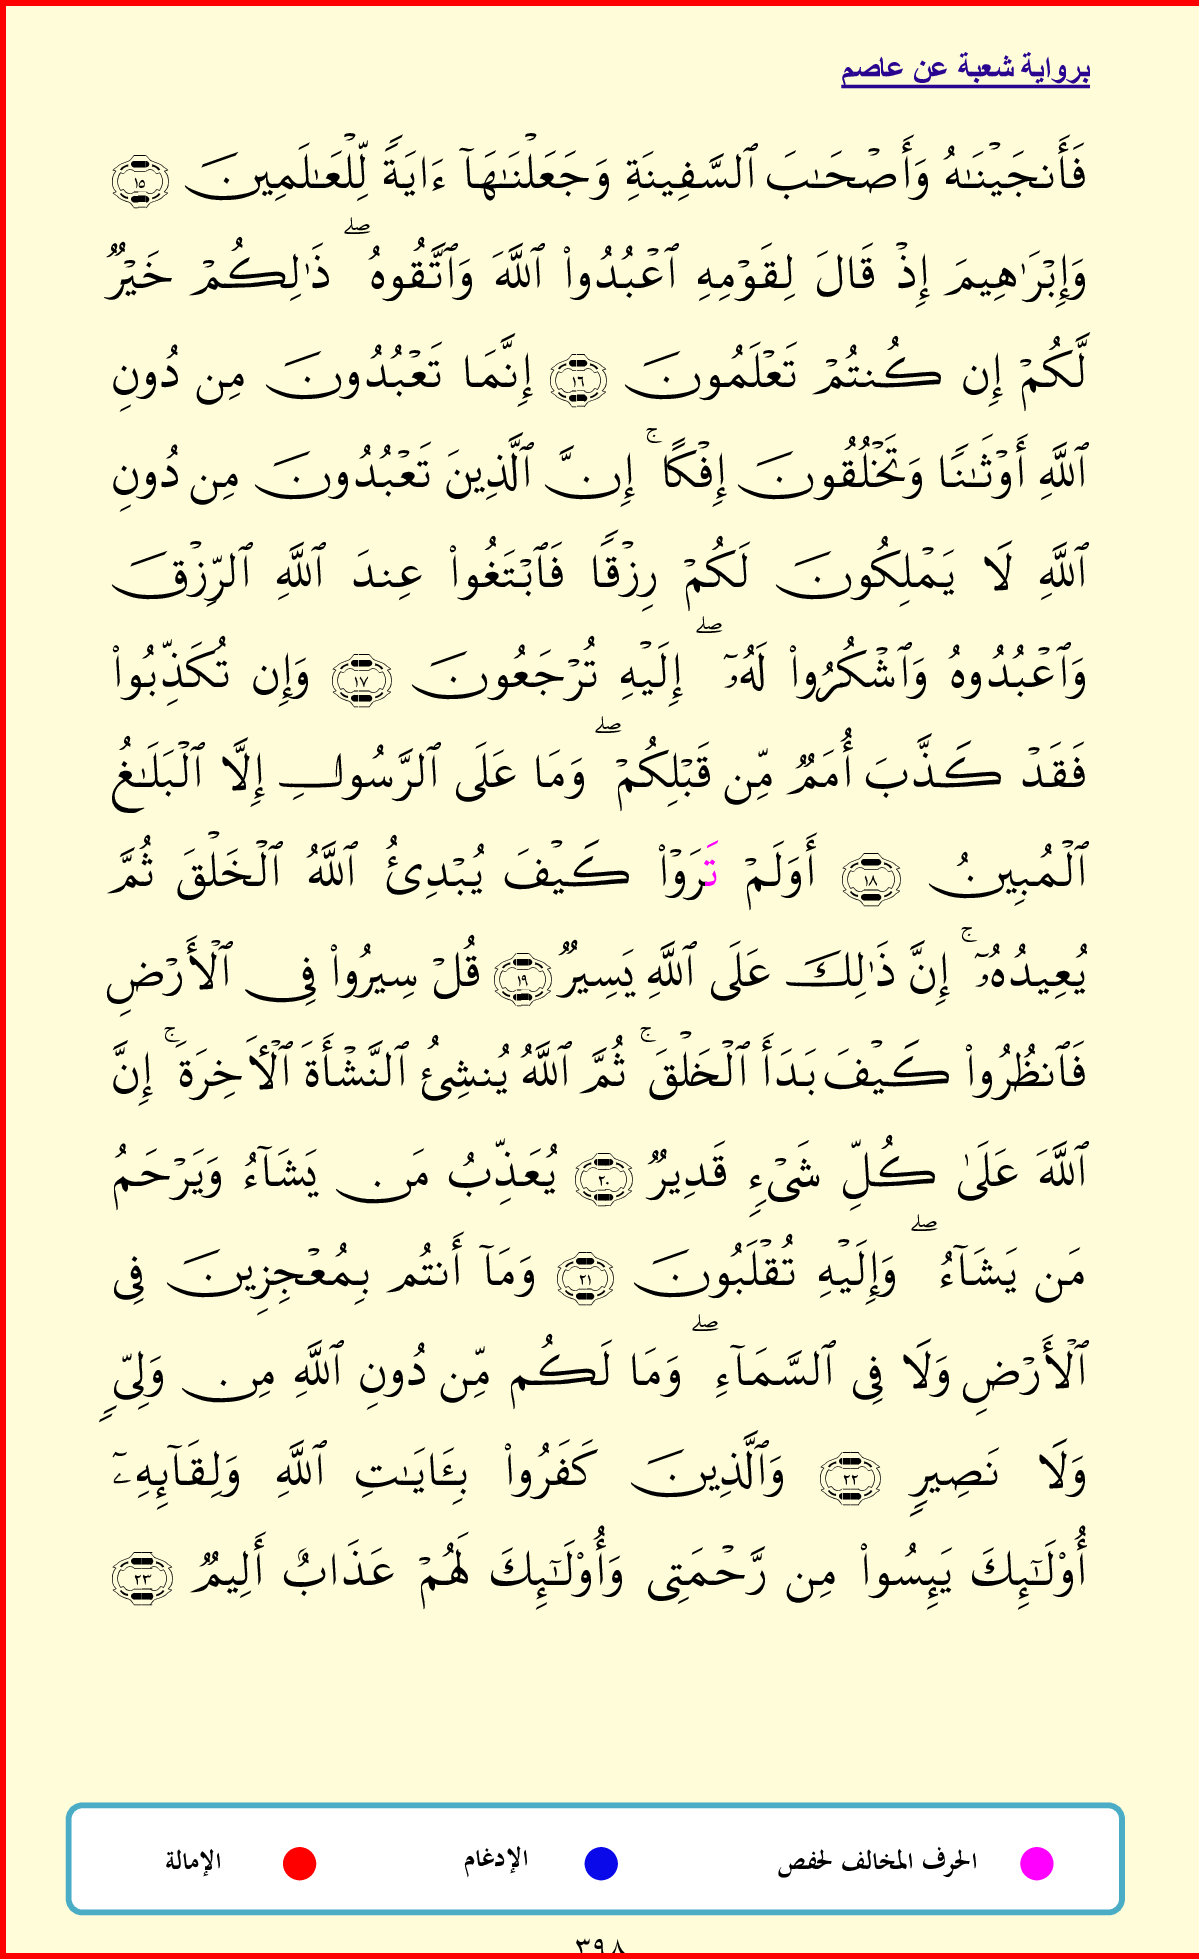 برواية شعبة عن عاصم
فَأَنجَيْنَـٰهُ وَأَصْحَـٰبَ ٱلسَّفِينَةِ وَجَعَلْنَـٰهَآ ءَايَةً لِّلْعَـٰلَمِينَ ١٥
وَإِبْرَٰهِيمَ إِذْ قَالَ لِقَوْمِهِ ٱعْبُدُوا۟ ٱللَّهَ وَٱتَّقُوهُ ۖ ذَٰلِكُمْ خَيْرٌ
لَّكُمْ إِن كُنتُمْ تَعْلَمُونَ ١٦ إِنَّمَا تَعْبُدُونَ مِن دُونِ
ٱللَّهِ أَوْثَـٰنًا وَتَخْلُقُونَ إِفْكًا ۚ إِنَّ ٱلَّذِينَ تَعْبُدُونَ مِن دُونِ
ٱللَّهِ لَا يَمْلِكُونَ لَكُمْ رِزْقًا فَٱبْتَغُوا۟ عِندَ ٱللَّهِ ٱلرِّزْقَ
وَٱعْبُدُوهُ وَٱشْكُرُوا۟ لَهُۥٓ ۖ إِلَيْهِ تُرْجَعُونَ ١٧ وَإِن تُكَذِّبُوا۟
فَقَدْ كَذَّبَ أُمَمٌ مِّن قَبْلِكُمْ ۖ وَمَا عَلَى ٱلرَّسُولِ إِلَّا ٱلْبَلَـٰغُ
ٱلْمُبِينُ ١٨ أَوَلَمْ تَرَوْا۟ كَيْفَ يُبْدِئُ ٱللَّهُ ٱلْخَلْقَ ثُمَّ
يُعِيدُهُۥٓ ۚ إِنَّ ذَٰلِكَ عَلَى ٱللَّهِ يَسِيرٌ ١٩ قُلْ سِيرُوا۟ فِى ٱلْأَرْضِ
فَٱنظُرُوا۟ كَيْفَ بَدَأَ ٱلْخَلْقَ ۚ ثُمَّ ٱللَّهُ يُنشِئُ ٱلنَّشْأَةَ ٱلْـَٔاخِرَةَ ۚ إِنَّ
ٱللَّهَ عَلَىٰ كُلِّ شَىْءٍ قَدِيرٌ ٢٠ يُعَذِّبُ مَن يَشَآءُ وَيَرْحَمُ
مَن يَشَآءُ ۖ وَإِلَيْهِ تُقْلَبُونَ ٢١ وَمَآ أَنتُم بِمُعْجِزِينَ فِى
ٱلْأَرْضِ وَلَا فِى ٱلسَّمَآءِ ۖ وَمَا لَكُم مِّن دُونِ ٱللَّهِ مِن وَلِىٍّ
وَلَا نَصِيرٍ ٢٢ وَٱلَّذِينَ كَفَرُوا۟ بِـَٔايَـٰتِ ٱللَّهِ وَلِقَآئِهِۦٓ
أُو۟لَـٰٓئِكَ يَئِسُوا۟ مِن رَّحْمَتِى وَأُو۟لَـٰٓئِكَ لَهُمْ عَذَابٌ أَلِيمٌ ٢٣
الحرف المخالف لحفص الإدغام الإمالة
٣٩٨